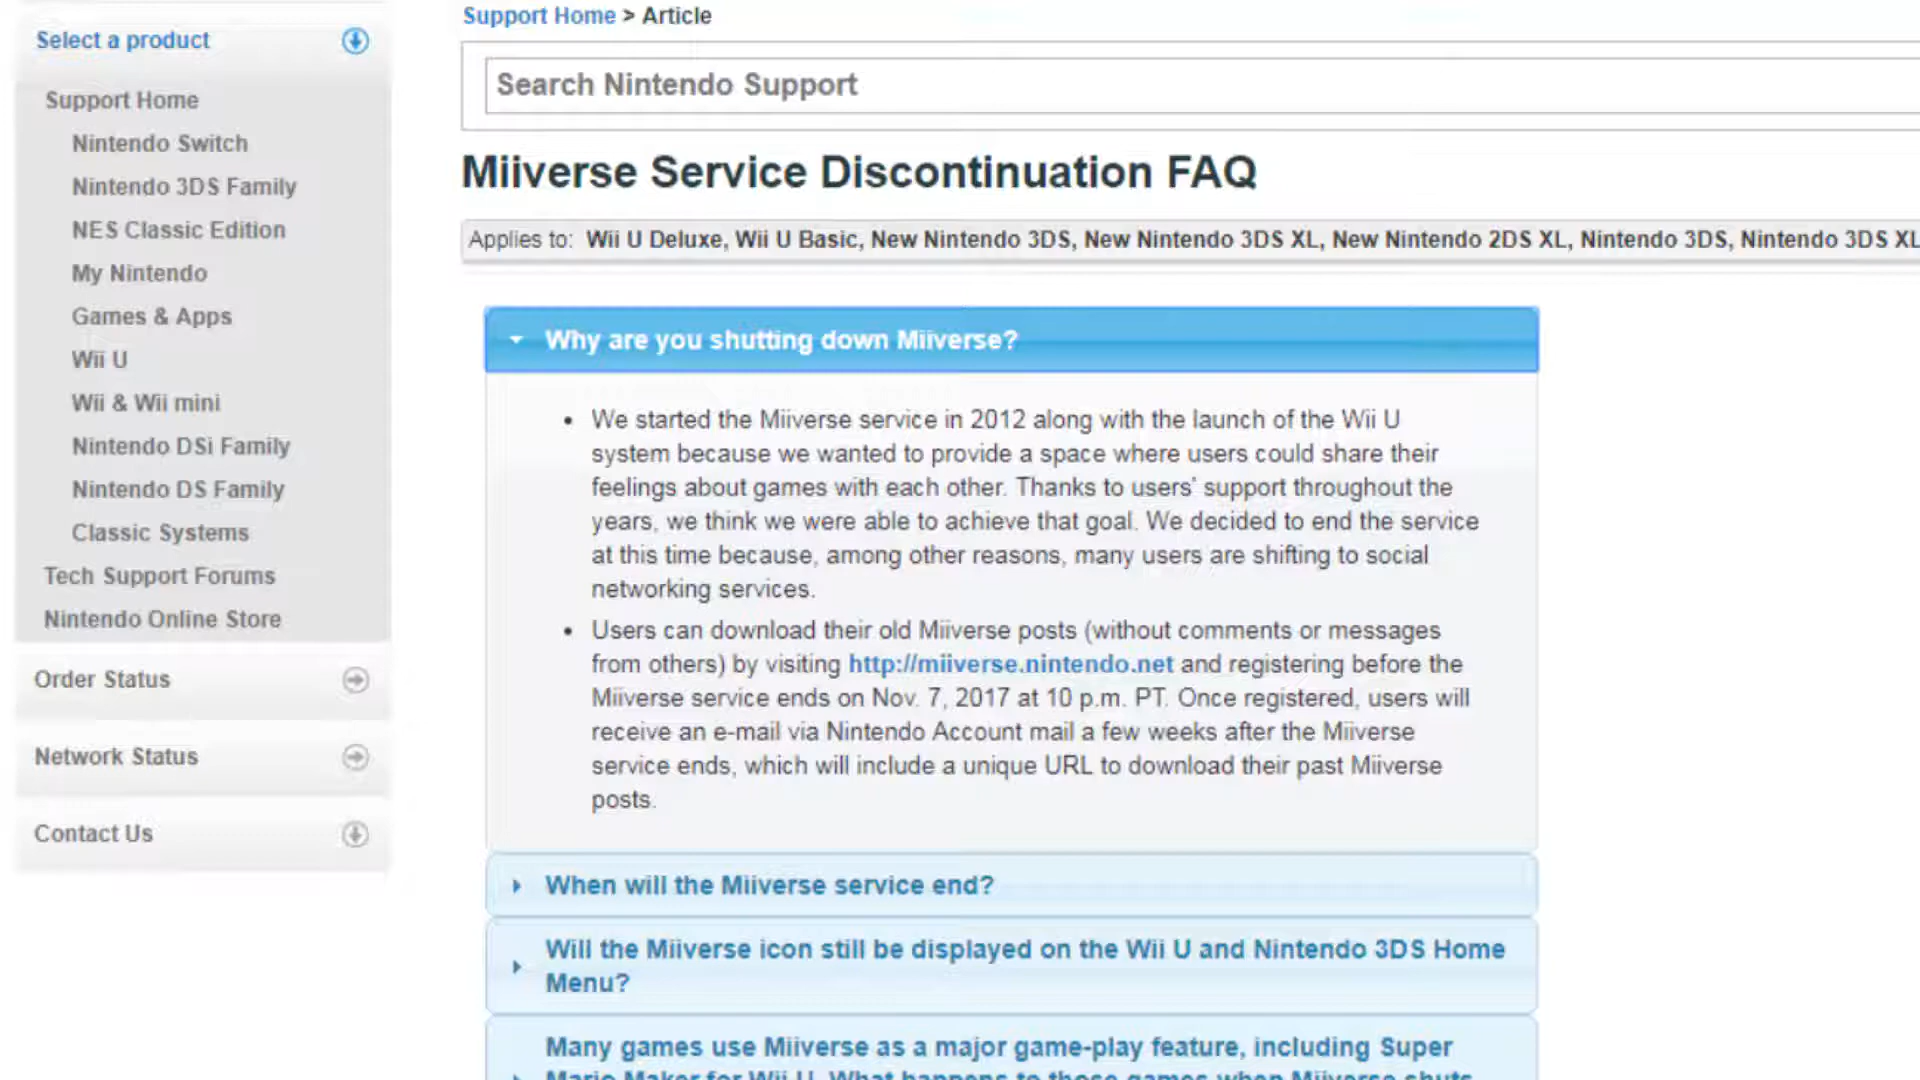 Select a product
Support Home
Nintendo Switch
Nintendo 3DS Family
NES Classic Edition
My Nintendo
Games & Apps
Wii U
Wii & Wii mini
Nintendo DSi Family
Nintendo DS Family
Classic Systems
Tech Support Forums
Nintendo Online Store
Order Status
Network Status
Contact Us
Support Home > Article
Search Nintendo Support
Miiverse Service Discontinuation FAQ
Applies to: Wii U Deluxe, Wii U Basic, New Nintendo 3DS, New Nintendo 3DS XL, New Nintendo 2DS XL, Nintendo 3DS, Nintendo 3DS XL
Why are you shutting down Miiverse?
• We started the Miiverse service in 2012 along with the launch of the Wii U
system because we wanted to provide a space where users could share their
feelings about games with each other. Thanks to users' support throughout the
years, we think we were able to achieve that goal. We decided to end the service
at this time because, among other reasons, many users are shifting to social
networking services.
• Users can download their old Miiverse posts (without comments or messages
from others) by visiting http://miiverse.nintendo.net and registering before the
Miiverse service ends on Nov. 7, 2017 at 10 p.m. PT. Once registered, users will
receive an e-mail via Nintendo Account mail a few weeks after the Miiverse
service ends, which will include a unique URL to download their past Miiverse
posts.
When will the Miiverse service end?
Will the Miiverse icon still be displayed on the Wii U and Nintendo 3DS Home
Menu?
Many games use Miiverse as a major game-play feature, including Super
Mario Maker for Wii U. What happens to those games when Miiverse shuts